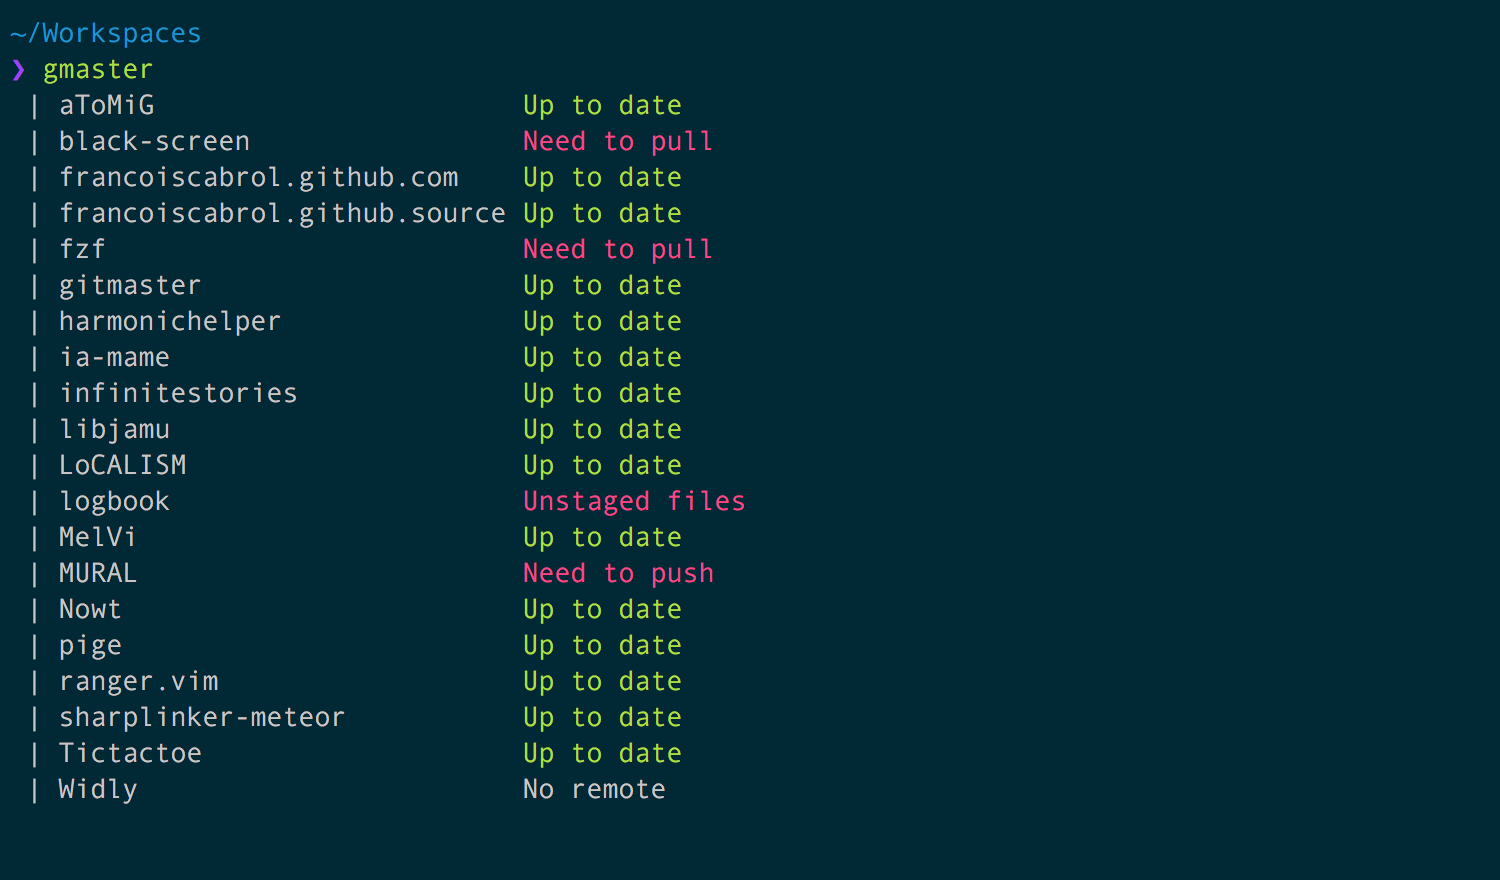 ~/Workspaces
❯ gmaster
| aToMiG Up to date
| black-screen Need to pull
| francoiscabrol.github.com Up to date
| francoiscabrol.github.source Up to date
| fzf Need to pull
| gitmaster Up to date
| harmonichelper Up to date
| ia-mame Up to date
| infinitestories Up to date
| libjamu Up to date
| LoCALISM Up to date
| logbook Unstaged files
| MelVi Up to date
| MURAL Need to push
| Nowt Up to date
| pige Up to date
| ranger.vim Up to date
| sharplinker-meteor Up to date
| Tictactoe Up to date
| Widly No remote